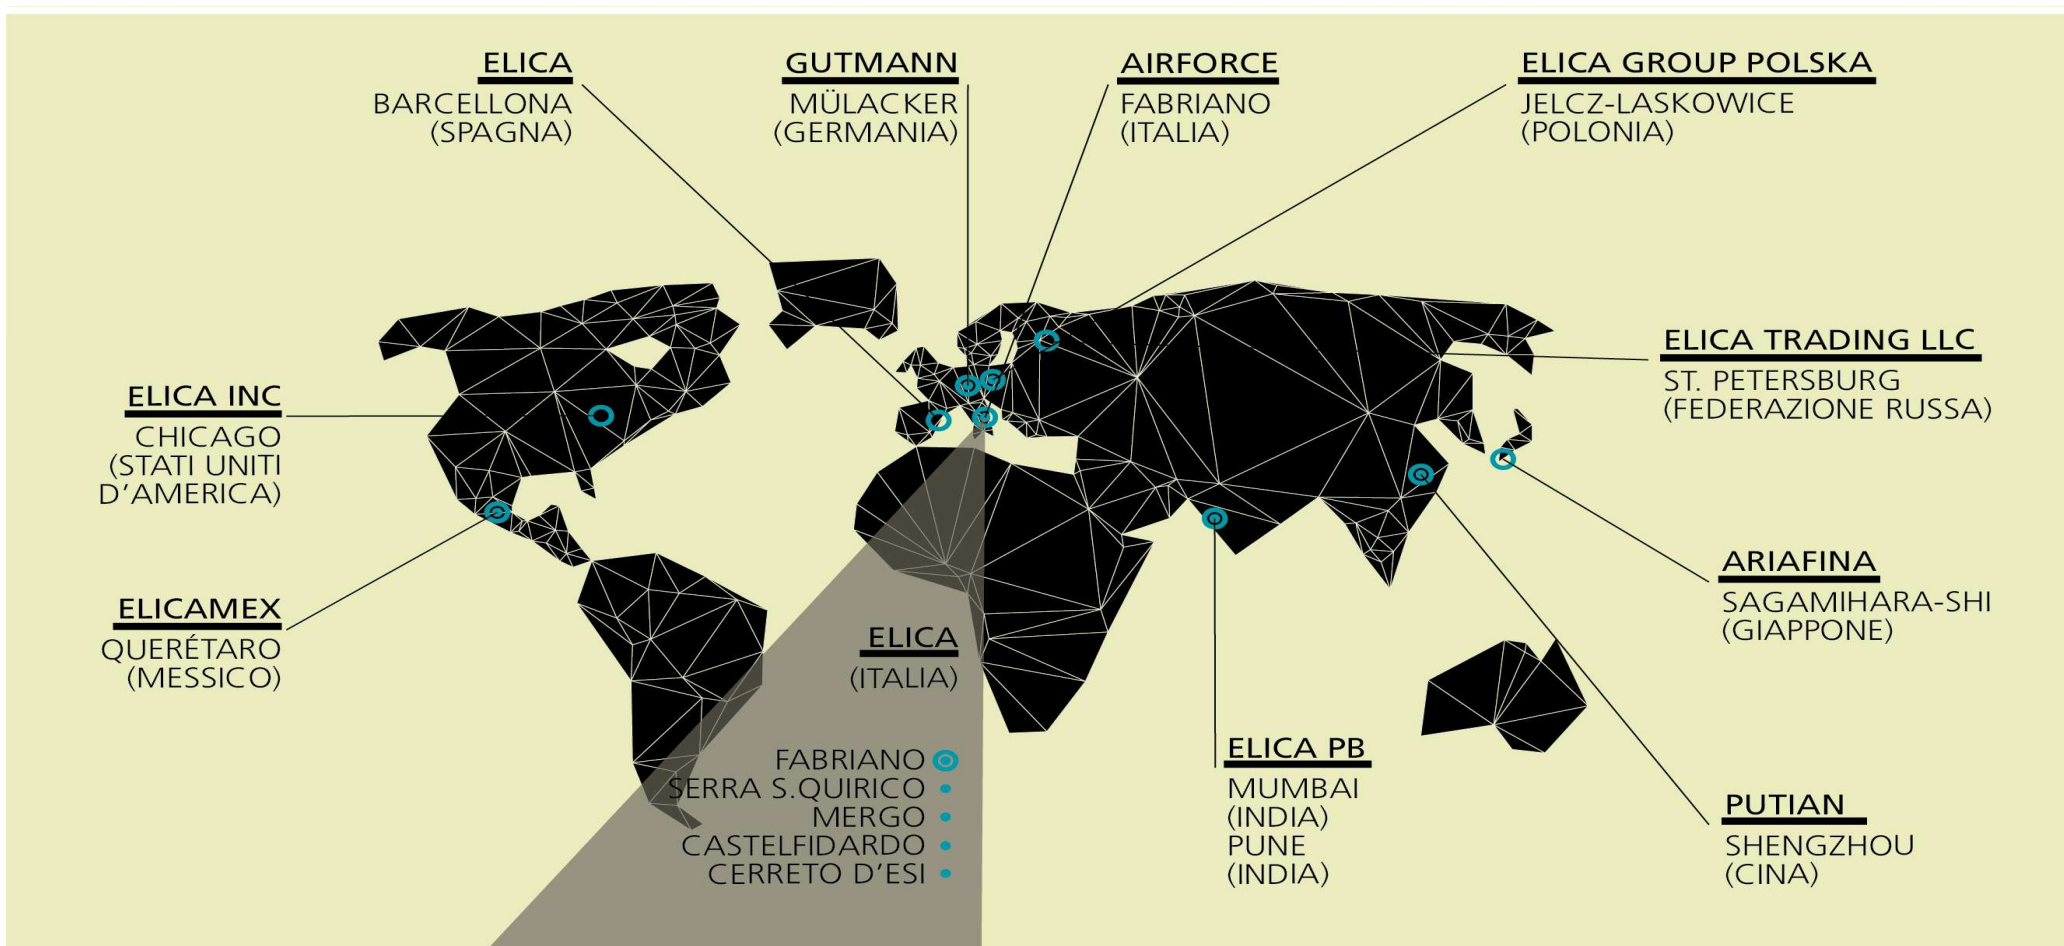 ELICA
BARCELLONA
(SPAGNA)
GUTMANN
MÜLACKER
(GERMANIA)
AIRFORCE
FABRIANO
(ITALIA)
ELICA GROUP POLSKA
JELCZ-LASKOWICE
(POLONIA)
ELICA TRADING LLC
ST. PETERSBURG
(FEDERAZIONE RUSSA)
ELICA INC
CHICAGO
(STATI UNITI
D'AMERICA)
ARIAFINA
SAGAMIHARA-SHI
(GIAPPONE)
ELICAMEX
QUERÉTARO
(MESSICO)
ELICA
(ITALIA)
FABRIANO
SERRA S.QUIRICO
MERGO
CASTELFIDARDO
CERRETO D'ESI
ELICA PB
MUMBAI
(INDIA)
PUNE
(INDIA)
PUTIAN
SHENGZHOU
(CINA)